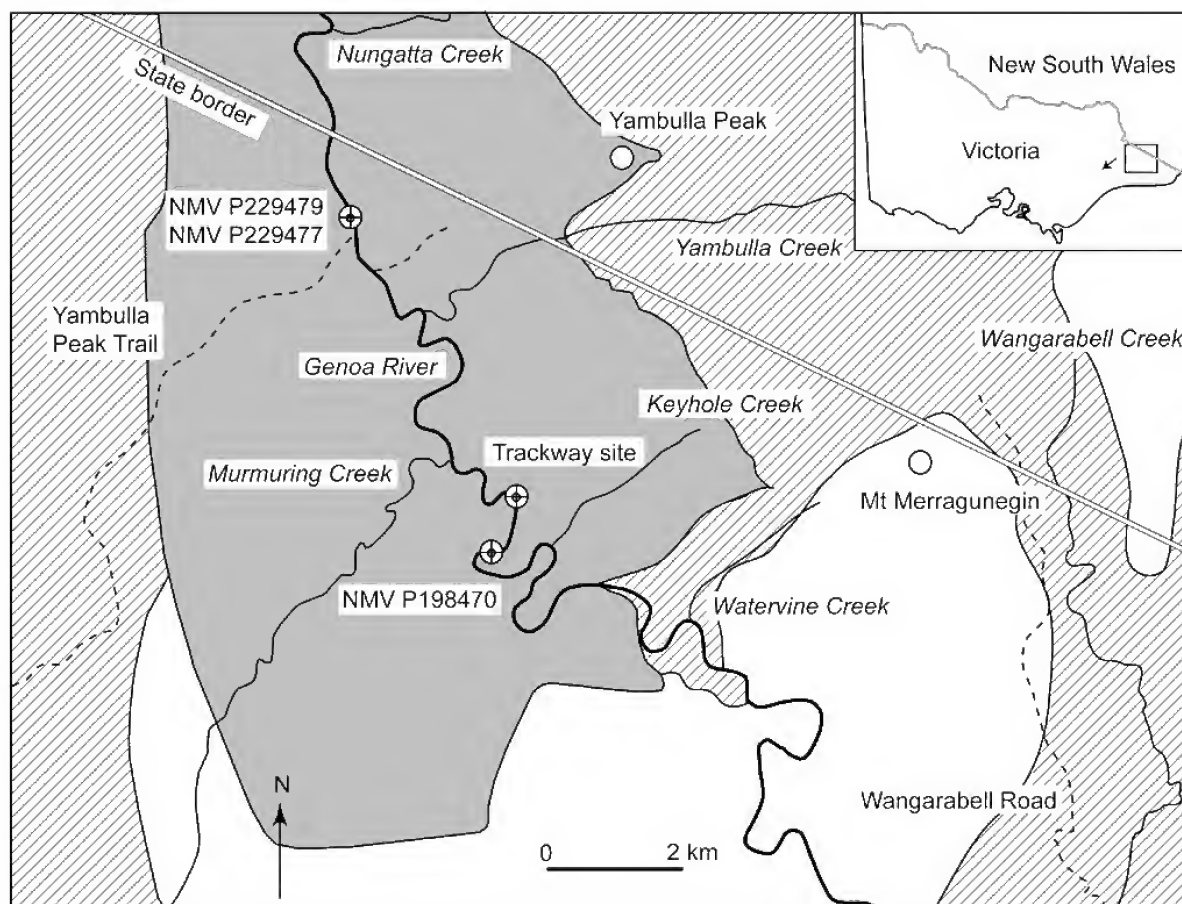 Nungatta Creek
New South Wales
State border
Yambulla Peak
Victoria
NMV P229479
NMV P229477
Yambulla Creek
Yambulla
Peak Trail
Wangarabell Creek
Genoa River
Keyhole Creek
Trackway site
Murmuring Creek
Mt Merragunegin
NMV P198470
Watervine Creek
N
Wangarabell Road
0 2 km